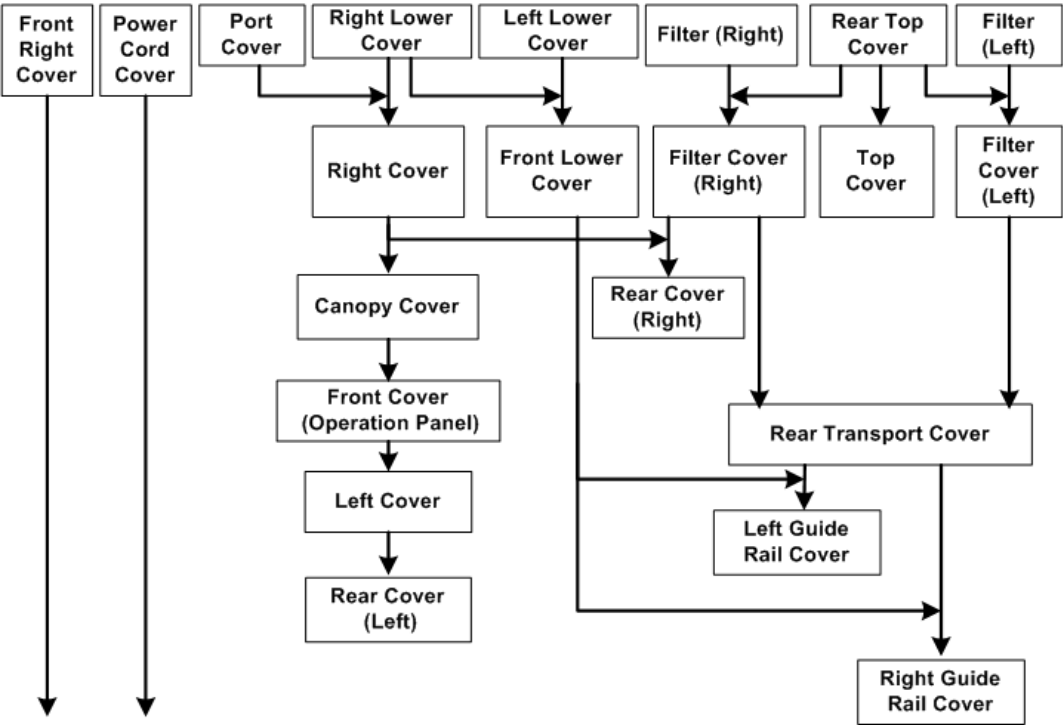 Front
Right
Cover
Power
Cord
Cover
Port
Cover
Right Lower
Cover
Left Lower
Cover
Filter (Right)
Rear Top
Cover
Filter
(Left)
Right Cover
Front Lower
Cover
Filter Cover
(Right)
Top
Cover
Filter
Cover
(Left)
Canopy Cover
Rear Cover
(Right)
Front Cover
(Operation Panel)
Rear Transport Cover
Left Cover
Left Guide
Rail Cover
Rear Cover
(Left)
Right Guide
Rail Cover